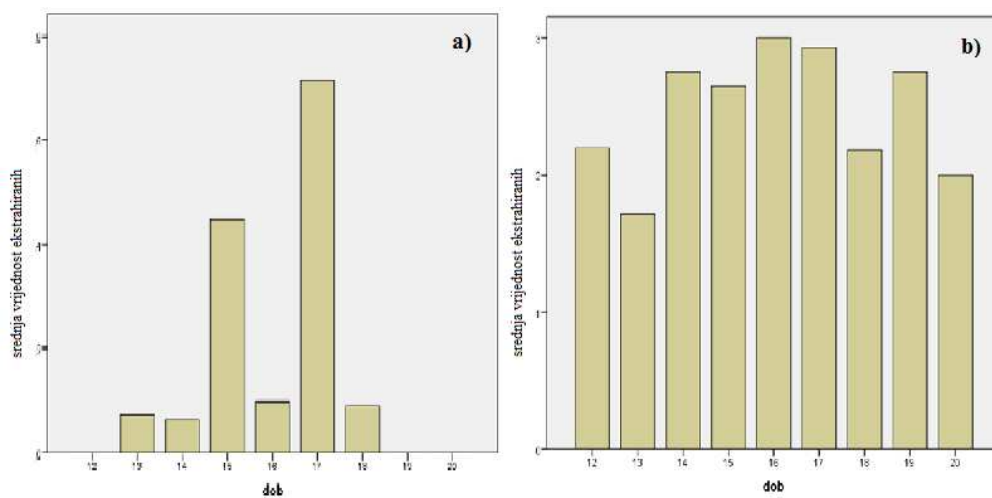 a)
srednja vrijednost ekstrahiranih
12 13 14 15 16 17 18 19 20
dob
b)
srednja vrijednost ekstrahiranih
3
2
1
0
12 13 14 15 16 17 18 19 20
dob